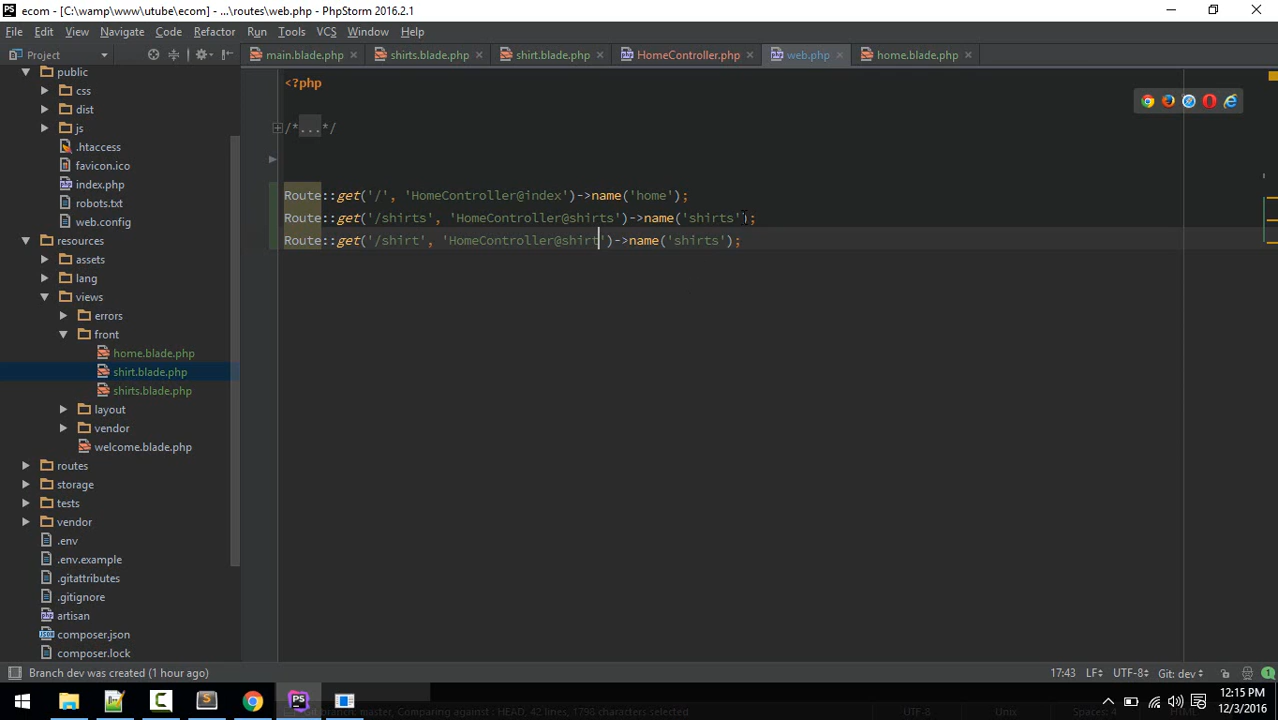 ecom - [C:\wamp\www\utube\ecom] - ...\routes\web.php - PhpStorm 2016.2.1
File Edit View Navigate Code Refactor Run Tools VCS Window Help
Project main.blade.php shirts.blade.php shirt.blade.php HomeController.php web.php home.blade.php
public
css
dist
js
.htaccess
favicon.ico
index.php
robots.txt
web.config
resources
assets
lang
views
errors
front
home.blade.php
shirt.blade.php
shirts.blade.php
layout
vendor
welcome.blade.php
routes
storage
tests
vendor
.env
.env.example
.gitattributes
.gitignore
artisan
composer.json
composer.lock
<?php
/*...*/
Route::get('/', 'HomeController@index')->name('home');
Route::get('/shirts', 'HomeController@shirts')->name('shirts');
Route::get('/shirt', 'HomeController@shirt')->name('shirts');
Branch dev was created (1 hour ago) 17:43 LF÷ UTF-8÷ Git: dev÷
12:15 PM
12/3/2016